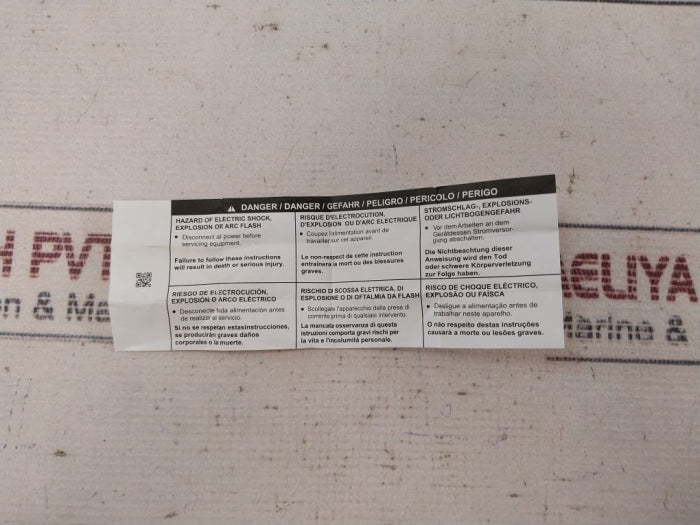 DANGER / DANGER / GEFAHR / PELIGRO / PERICOLO / PERIGO
HAZARD OF ELECTRIC SHOCK,
EXPLOSION OR ARC FLASH
• Disconnect al power before
servicing equipment.
Failure to follow these instructions
will result in death or serious injury.
RISQUE D'ELECTROCUTION,
D'EXPLOSION OU D'ARC ELECTRIQUE
• Coupez l'alimentation avant de
travailler sur cet appareil.
Le non-respect de cette instruction
entraînera la mort ou des blessures
graves.
STROMSCHLAG-, EXPLOSIONS-
ODER LICHTBOGENGEFAHR
• Vor dem Arbeiten an dem
Gerätdessen Stromversor-
gung abschalten.
Die Nichtbeachtung dieser
Anweisung wird den Tod
oder schwere Körperverletzung
zur Folge haben.
RIESGO DE ELECTROCUCIÓN,
EXPLOSIÓN O ARCO ELÉCTRICO
• Desconecte toda alimentación antes
de realizar el servicio.
Si no se respetan estasinstrucciones,
se producirán graves daños
corporales o la muerte.
RISCHIO DI SCOSSA ELETTRICA, DI
ESPLOSIONE O DI OFTALMIA DA FLASH
• Scollegare l'apparecchio dalla presa di
corrente prima di qualsiasi intervento.
La mancata osservanza di questa
istruzioni comporta gravi rischi per
la vita e l'incolumità personale.
RISCO DE CHOQUE ELÉCTRICO,
EXPLOSÃO OU FAÍSCA
• Desligue a alimentação antes de
trabalhar neste aparelho.
O não respeito destas instruções
causará a morte ou lesões graves.
H PVT
AELIYA
n & Ma
Marine &